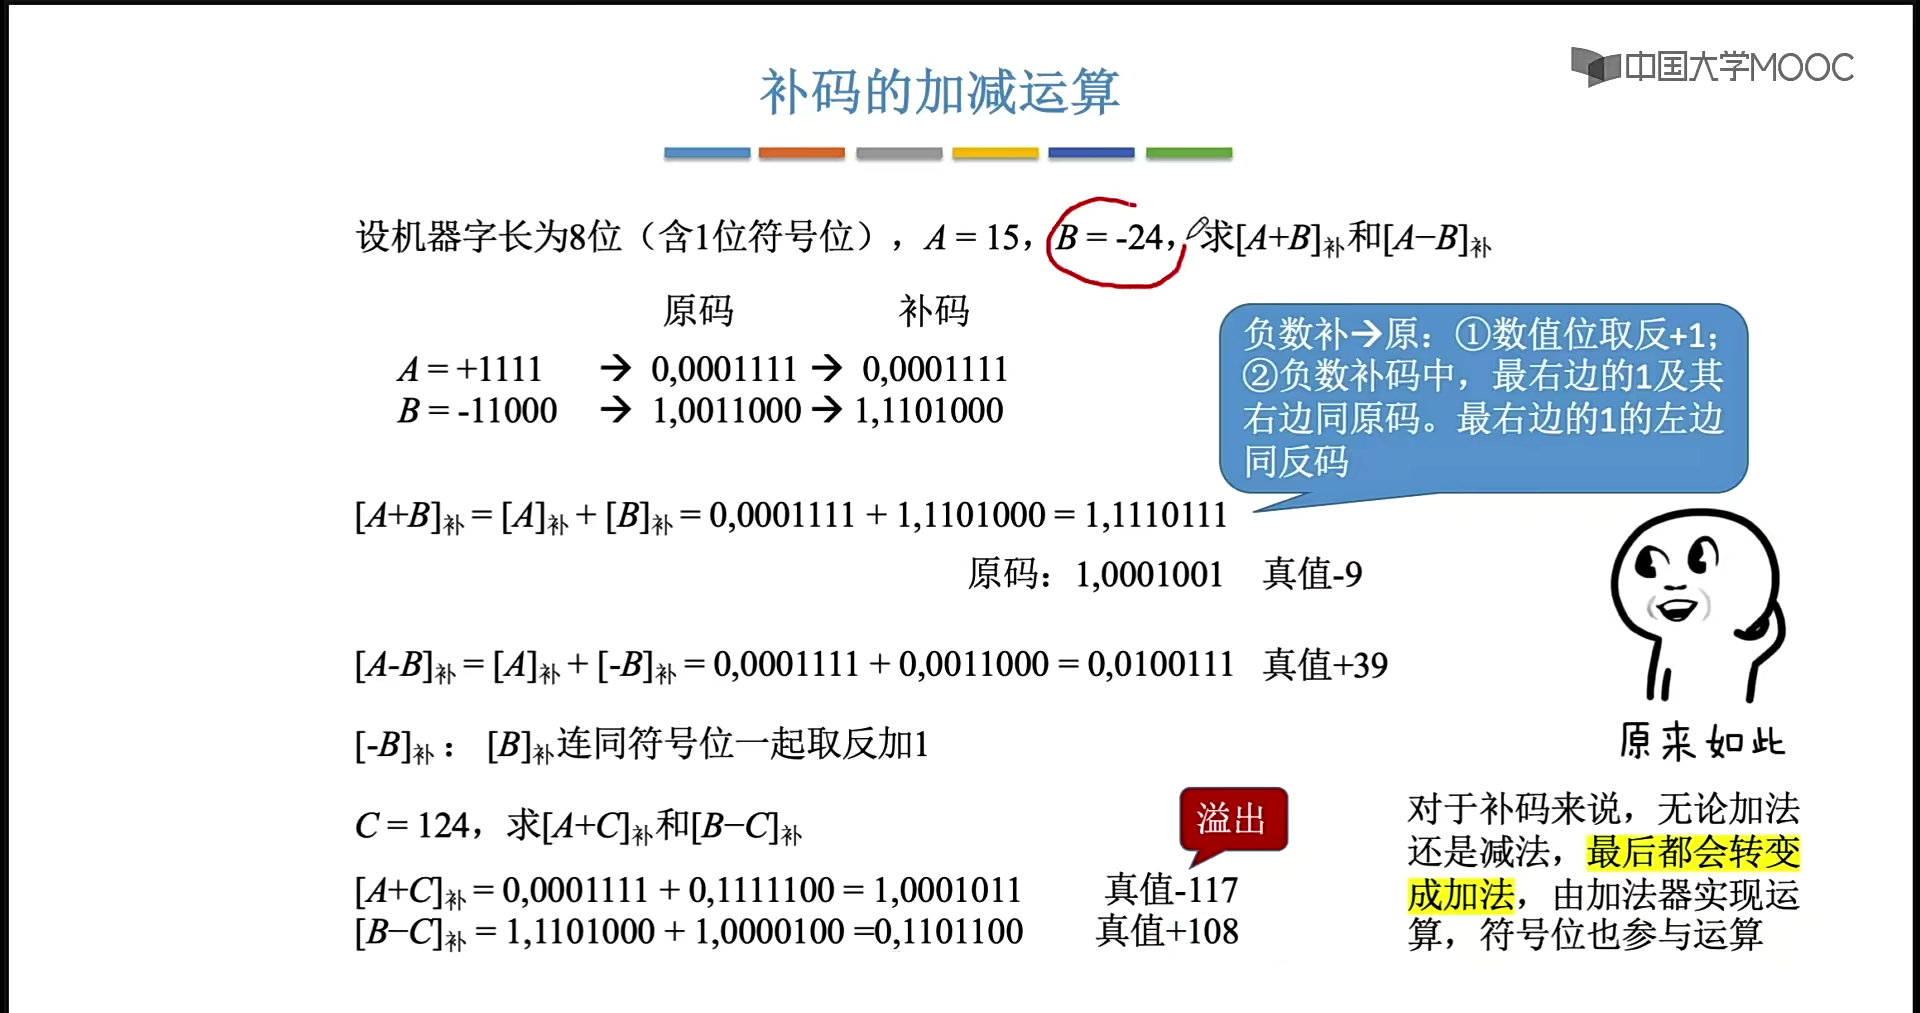 中国大学MOOC
补码的加减运算
设机器字长为8位（含1位符号位），A = 15，B = -24，求[A+B]补和[A−B]补
原码 补码
A = +1111 → 0,0001111 → 0,0001111
B = -11000 → 1,0011000 → 1,1101000
负数补→原：①数值位取反+1；
②负数补码中，最右边的1及其
右边同原码。最右边的1的左边
同反码
[A+B]补 = [A]补 + [B]补 = 0,0001111 + 1,1101000 = 1,1110111
原码：1,0001001 真值-9
[A-B]补 = [A]补 + [-B]补 = 0,0001111 + 0,0011000 = 0,0100111 真值+39
[-B]补： [B]补连同符号位一起取反加1
原来如此
C = 124，求[A+C]补和[B−C]补
溢出
[A+C]补 = 0,0001111 + 0,1111100 = 1,0001011 真值-117
[B−C]补 = 1,1101000 + 1,0000100 =0,1101100 真值+108
对于补码来说，无论加法
还是减法，最后都会转变
成加法，由加法器实现运
算，符号位也参与运算